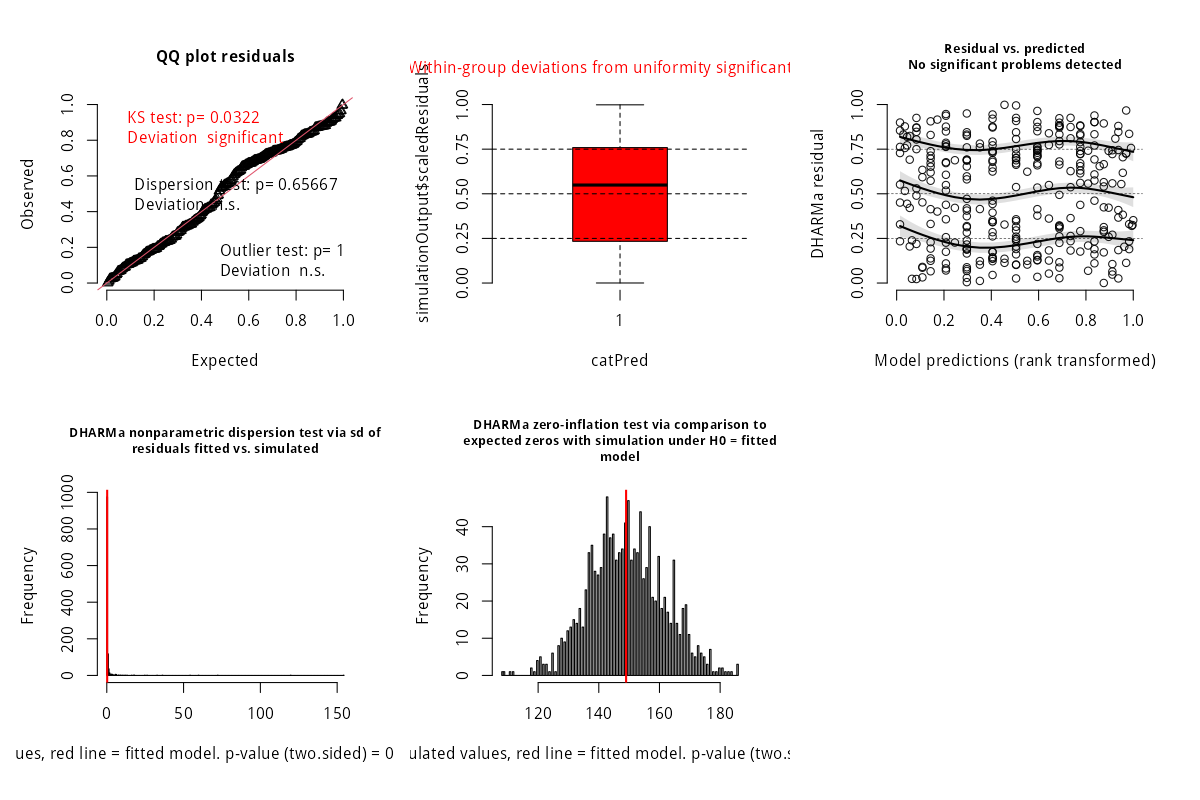 QQ plot residuals
KS test: p= 0.0322
Deviation  significant
Dispersion test: p= 0.65667
Deviation  n.s.
Outlier test: p= 1
Deviation  n.s.
Observed
0.0 0.2 0.4 0.6 0.8 1.0
0.0 0.2 0.4 0.6 0.8 1.0
Expected
Within-group deviations from uniformity significant
simulationOutput$scaledResiduals
0.00 0.25 0.50 0.75 1.00
1
catPred
Residual vs. predicted
No significant problems detected
DHARMa residual
0.00 0.25 0.50 0.75 1.00
0.0 0.2 0.4 0.6 0.8 1.0
Model predictions (rank transformed)
DHARMa nonparametric dispersion test via sd of
residuals fitted vs. simulated
Frequency
0 200 400 600 800 1000
0 50 100 150
ues, red line = fitted model. p-value (two.sided) = 0
DHARMa zero-inflation test via comparison to
expected zeros with simulation under H0 = fitted
model
Frequency
0 10 20 30 40
120 140 160 180
ulated values, red line = fitted model. p-value (two.s